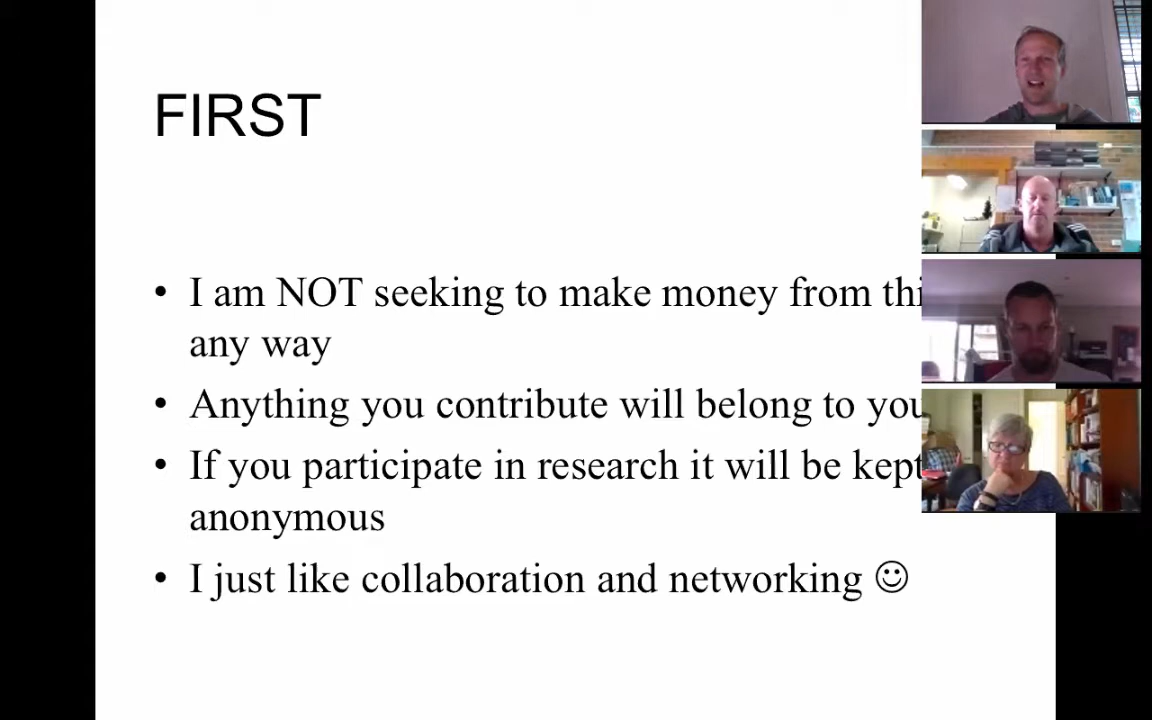 FIRST
• I am NOT seeking to make money from
any way
• Anything you contribute will belong to you
• If you participate in research it will be kept
anonymous
• I just like collaboration and networking ☺